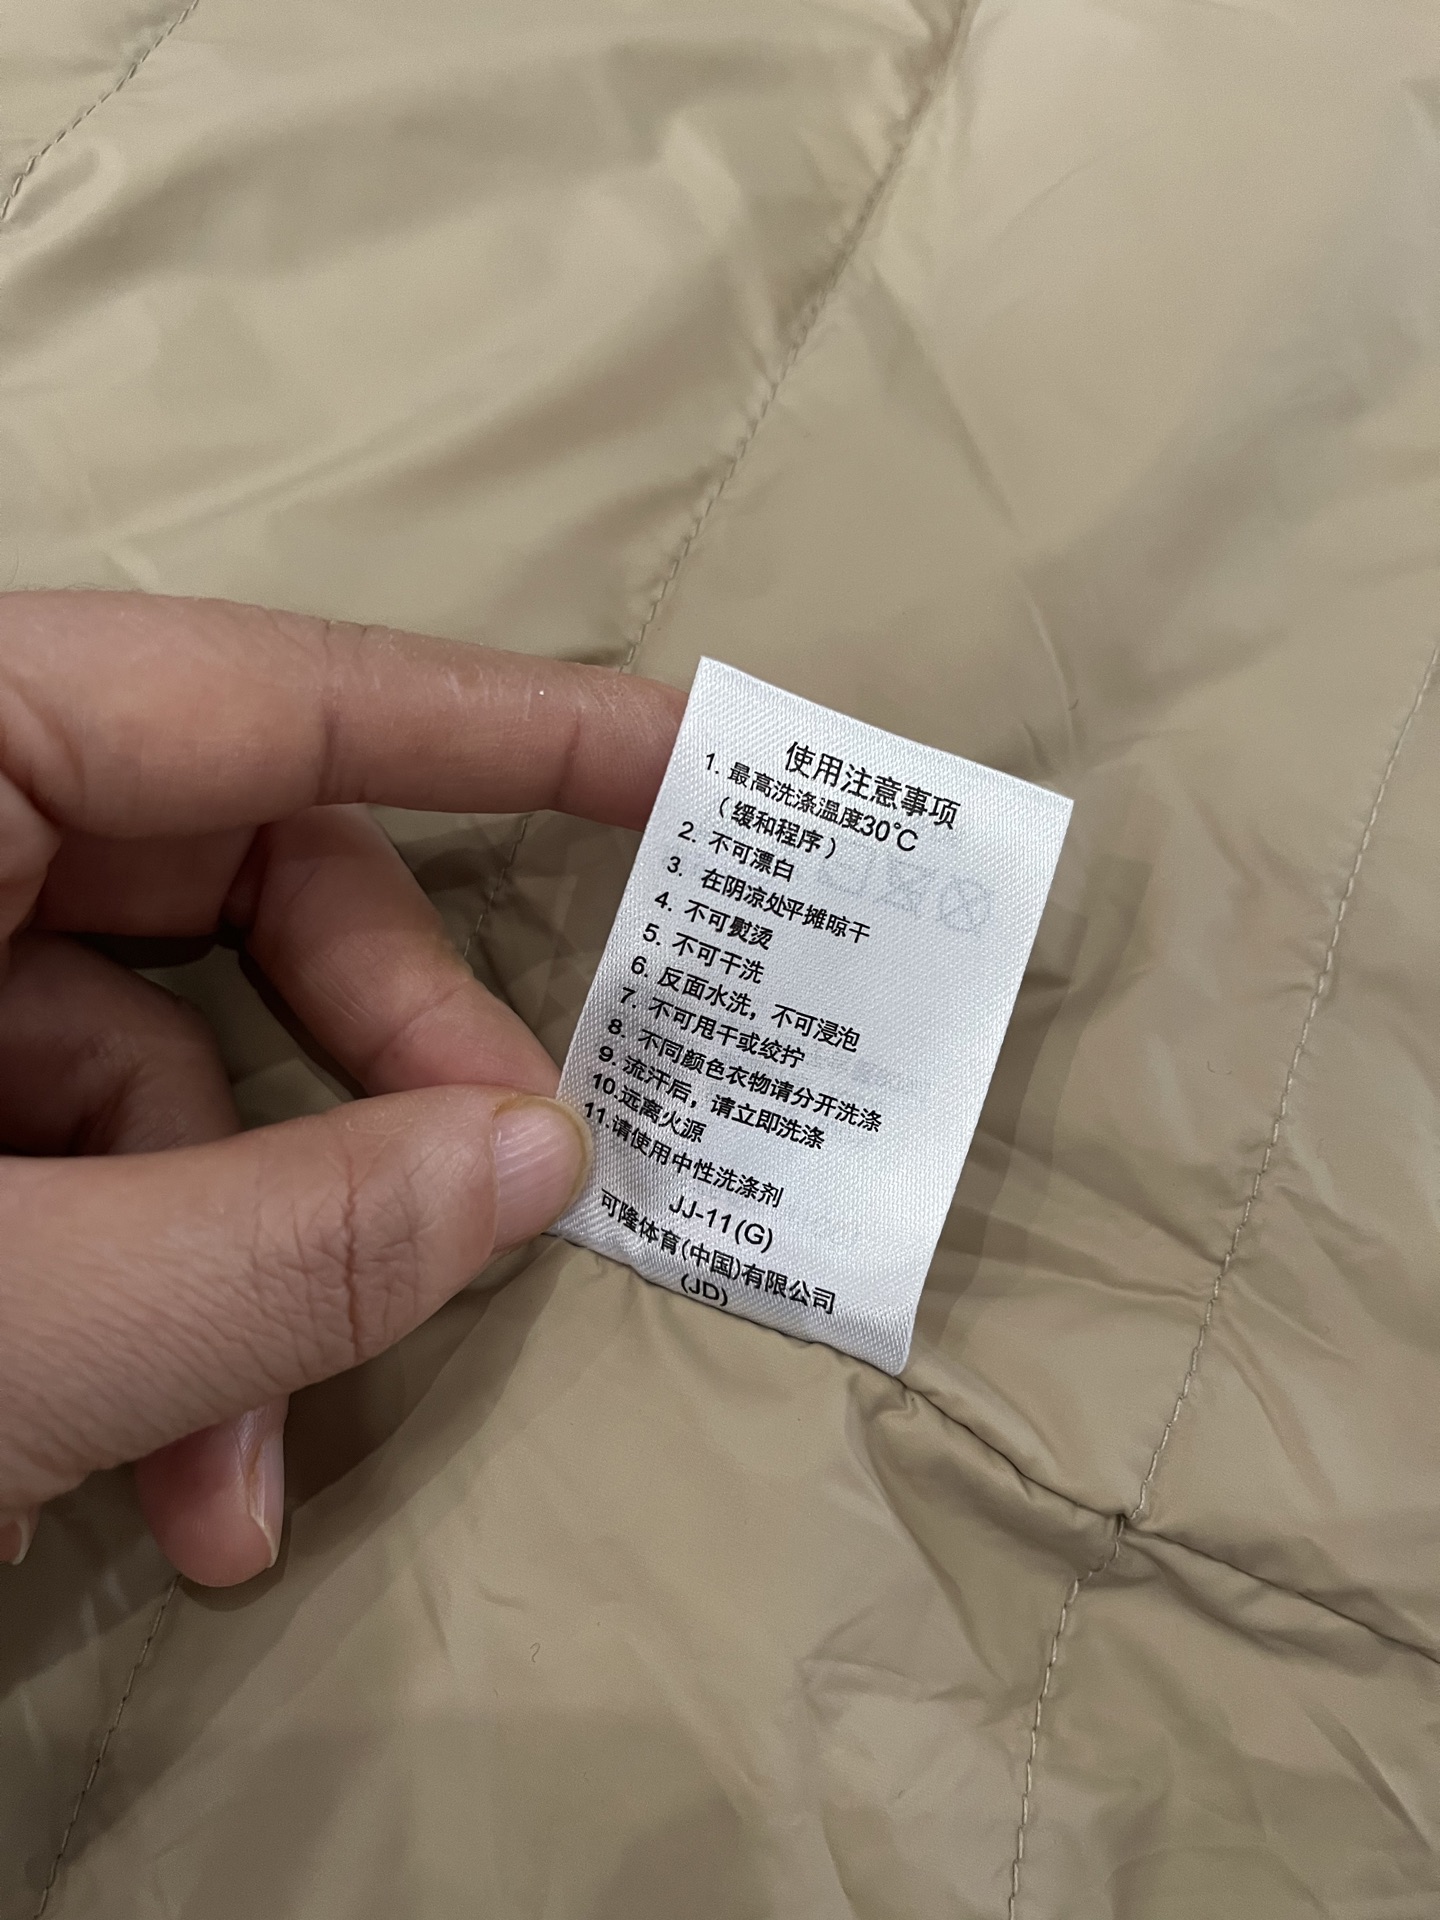 使用注意事项
1. 最高洗涤温度30℃
(缓和程序)
2. 不可漂白
3. 在阴凉处平摊晾干
4. 不可熨烫
5. 不可干洗
6. 反面水洗，不可浸泡
7. 不可甩干或绞拧
8. 不同颜色衣物请分开洗涤
9. 流汗后，请立即洗涤
10.远离火源
11.请使用中性洗涤剂
JJ-11(G)
可隆体育(中国)有限公司
(JD)